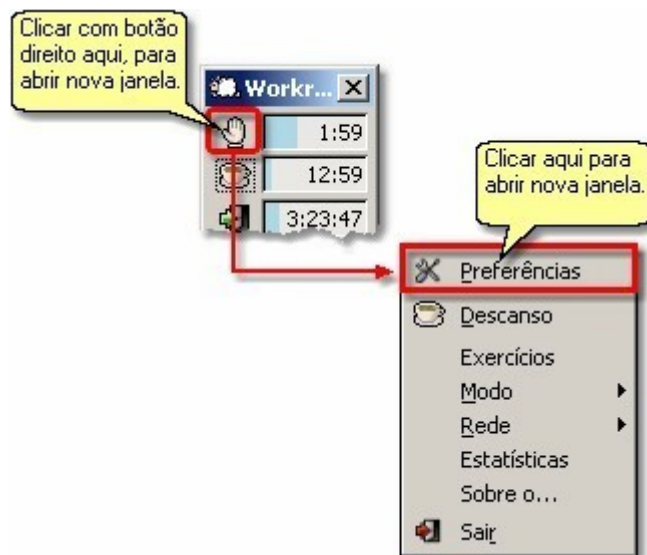 Clicar com botão
direito aqui, para
abrir nova janela.
Workr...
1:59
12:59
3:23:47
Clicar aqui para
abrir nova janela.
Preferências
Descanso
Exercícios
Modo
Rede
Estatísticas
Sobre o...
Sair